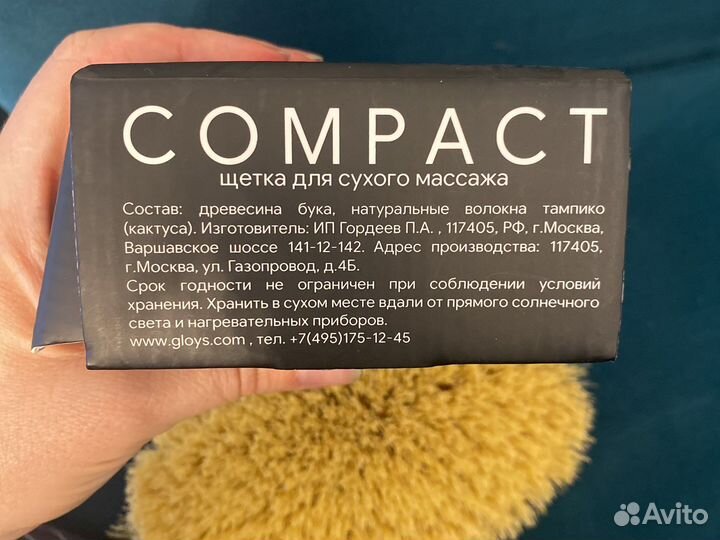 COMPACT
щетка для сухого массажа
Состав: древесина бука, натуральные волокна тампико
(кактуса). Изготовитель: ИП Гордеев П.А. , 117405, РФ, г.Москва,
Варшавское шоссе 141-12-142. Адрес производства: 117405,
г.Москва, ул. Газопровод, д.4Б.
Срок годности не ограничен при соблюдении условий
хранения. Хранить в сухом месте вдали от прямого солнечного
света и нагревательных приборов.
www.gloys.com , тел. +7(495)175-12-45
Avito